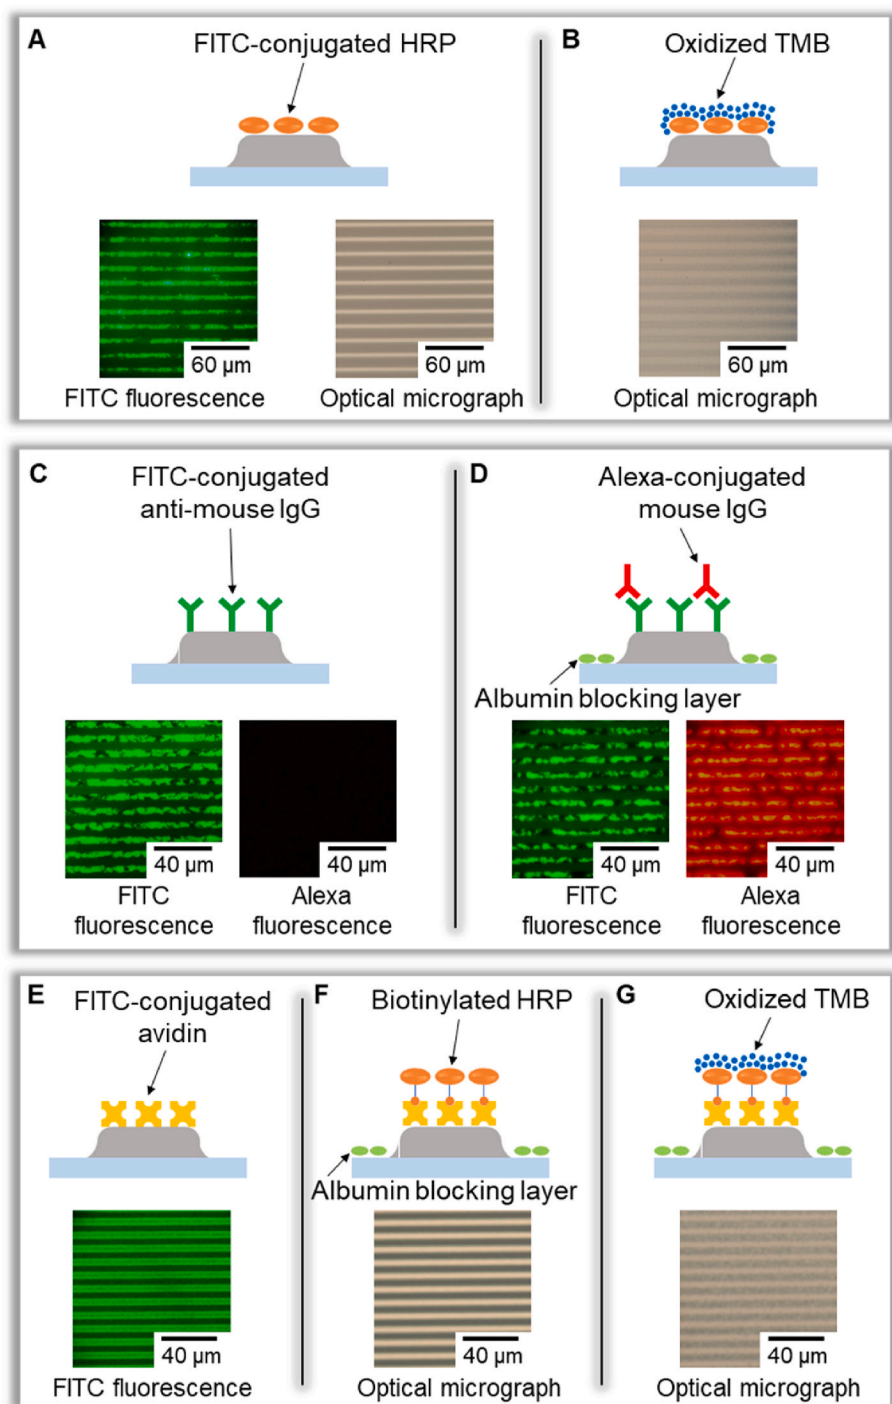 A
FITC-conjugated HRP
60 µm
FITC fluorescence
60 µm
Optical micrograph
B
Oxidized TMB
60 µm
Optical micrograph
C
FITC-conjugated
anti-mouse IgG
40 µm
FITC
fluorescence
Alexa
fluorescence
40 µm
D
Alexa-conjugated
mouse IgG
Albumin blocking layer
40 µm
FITC
fluorescence
40 µm
Alexa
fluorescence
E
FITC-conjugated
avidin
40 µm
FITC fluorescence
F
Biotinylated HRP
Albumin blocking layer
40 µm
Optical micrograph
G
Oxidized TMB
40 µm
Optical micrograph